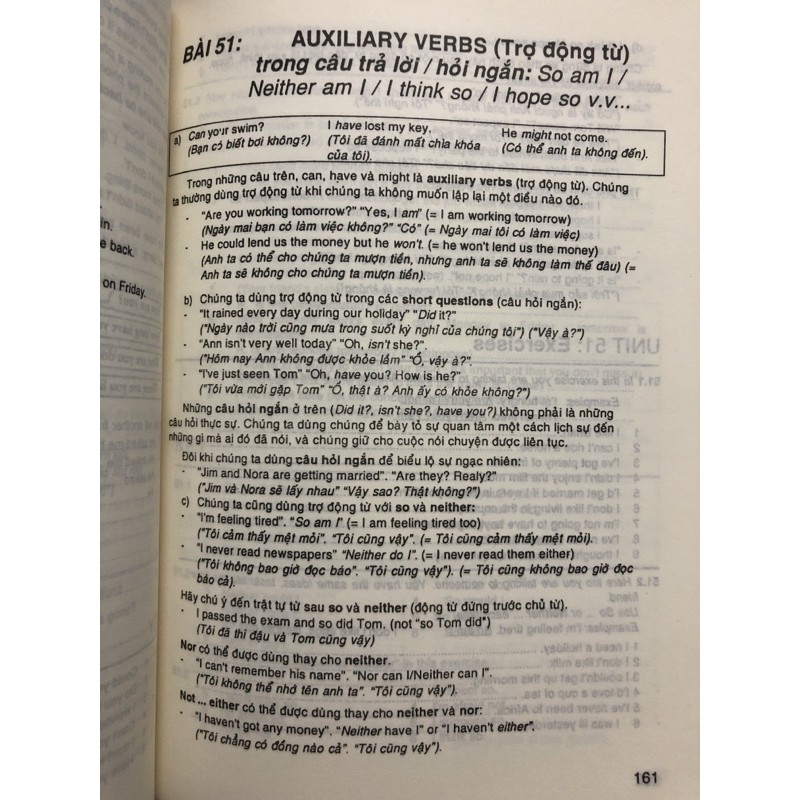 in.
e back.
on Friday.
BÀI 51: AUXILIARY VERBS (Trợ động từ)
trong câu trả lời / hỏi ngắn: So am I /
Neither am I / I think so / I hope so v.v...
a) Can your swim? I have lost my key. He might not come.
(Bạn có biết bơi không?) (Tôi đã đánh mất chìa khóa (Có thể anh ta không đến).
của tôi).
Trong những câu trên, can, have và might là auxiliary verbs (trợ động từ). Chúng
ta thường dùng trợ động từ khi chúng ta không muốn lập lại một điều nào đó.
- "Are you working tomorrow?" "Yes, I am" (= I am working tomorrow)
(Ngày mai bạn có làm việc không?" "Có" (= Ngày mai tôi có làm việc)
- He could lend us the money but he won't. (= he won't lend us the money)
(Anh ta có thể cho chúng ta mượn tiền, nhưng anh ta sẽ không làm thế đâu) (=
Anh ta sẽ không cho chúng ta mượn tiền).
b) Chúng ta dùng trợ động từ trong các short questions (câu hỏi ngắn):
- "It rained every day during our holiday" "Did it?"
("Ngày nào trời cũng mưa trong suốt kỳ nghỉ của chúng tôi") ("Vậy à?")
- "Ann isn't very well today" "Oh, isn't she?".
("Hôm nay Ann không được khỏe lắm" "Ồ, vậy à?".
- "I've just seen Tom" "Oh, have you? How is he?"
("Tôi vừa mới gặp Tom" "Ồ, thật à? Anh ấy có khỏe không?")
Những câu hỏi ngắn ở trên (Did it?, isn't she?, have you?) không phải là những
câu hỏi thực sự. Chúng ta dùng chúng để bày tỏ sự quan tâm một cách lịch sự đến
những gì mà ai đó đã nói, và chúng giữ cho cuộc nói chuyện được liên tục.
Đôi khi chúng ta dùng câu hỏi ngắn để biểu lộ sự ngạc nhiên:
- "Jim and Nora are getting married". "Are they? Realy?"
("Jim và Nora sẽ lấy nhau" "Vậy sao? Thật không?")
c) Chúng ta cũng dùng trợ động từ với so và neither:
- "I'm feeling tired". "So am I" (= I am feeling tired too)
("Tôi cảm thấy mệt mỏi". "Tôi cũng vậy". (= Tôi cũng cảm thấy mệt mỏi).
- "I never read newspapers" "Neither do I". (= I never read them either)
("Tôi không bao giờ đọc báo". "Tôi cũng vậy"). (= Tôi cũng không bao giờ đọc
báo cả).
Hãy chú ý đến trật tự từ sau so và neither (động từ đứng trước chủ từ).
- I passed the exam and so did Tom. (not "so Tom did")
(Tôi đã thi đậu và Tom cũng vậy)
Nor có thể được dùng thay cho neither.
- "I can't remember his name". "Nor can I/Neither can I".
("Tôi không thể nhớ tên anh ta". "Tôi cũng vậy").
Not ... either có thể được dùng thay cho neither và nor:
- "I haven't got any money". "Neither have I" or "I haven't either".
("Tôi chẳng có đồng nào cả". "Tôi cũng vậy").
161